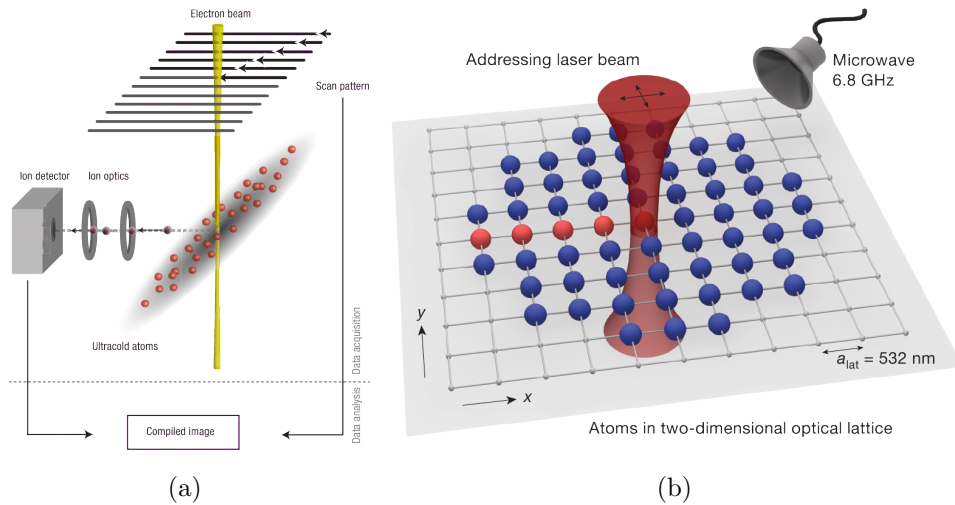 Electron beam
Scan pattern
Ion detector
Ion optics
Ultracold atoms
Data acquisition
Data analysis
Compiled image
(a)
Addressing laser beam
Microwave
6.8 GHz
y
x
a_lat = 532 nm
Atoms in two-dimensional optical lattice
(b)